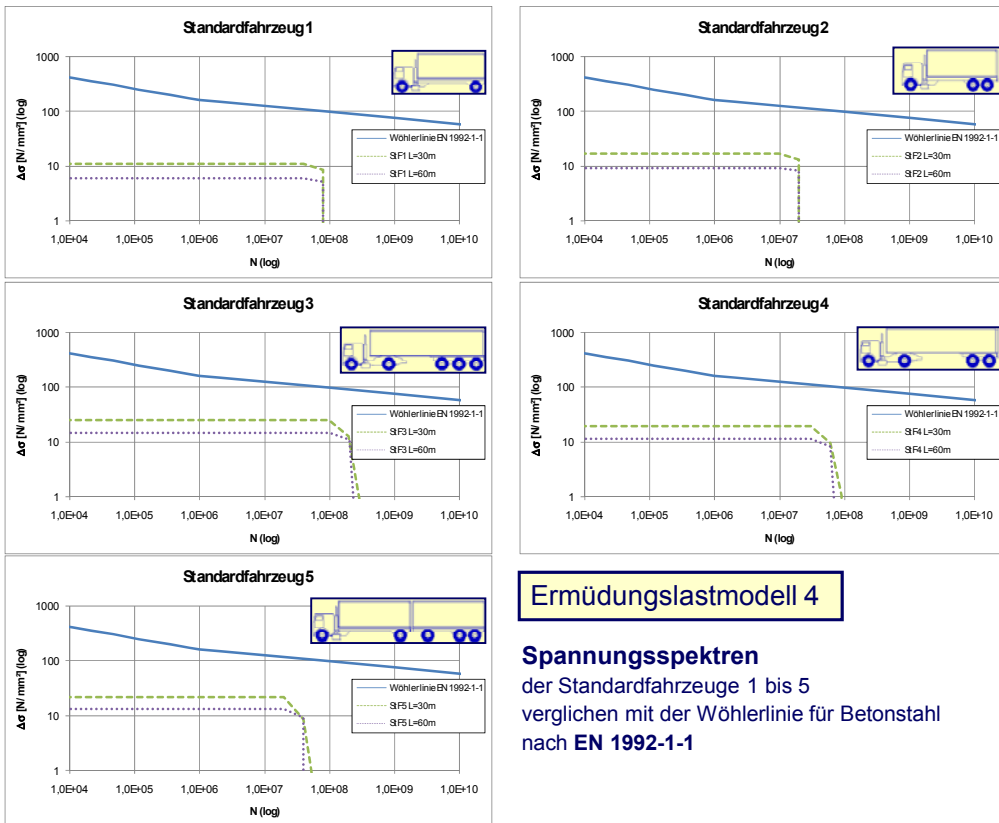 Standardfahrzeug1
1000
100
10
1
Δσ [N/mm²] (log)
1,0E+04 1,0E+05 1,0E+06 1,0E+07 1,0E+08 1,0E+09 1,0E+10
N (log)
Wöhlerlinie EN 1992-1-1
StF1 L=30m
StF1 L=60m
Standardfahrzeug2
1000
100
10
1
Δσ [N/mm²] (log)
1,0E+04 1,0E+05 1,0E+06 1,0E+07 1,0E+08 1,0E+09 1,0E+10
N (log)
Wöhlerlinie EN 1992-1-1
StF2 L=30m
StF2 L=60m
Standardfahrzeug3
1000
100
10
1
Δσ [N/mm²] (log)
1,0E+04 1,0E+05 1,0E+06 1,0E+07 1,0E+08 1,0E+09 1,0E+10
N (log)
Wöhlerlinie EN 1992-1-1
StF3 L=30m
StF3 L=60m
Standardfahrzeug4
1000
100
10
1
Δσ [N/mm²] (log)
1,0E+04 1,0E+05 1,0E+06 1,0E+07 1,0E+08 1,0E+09 1,0E+10
N (log)
Wöhlerlinie EN 1992-1-1
StF4 L=30m
StF4 L=60m
Standardfahrzeug5
1000
100
10
1
Δσ [N/mm²] (log)
1,0E+04 1,0E+05 1,0E+06 1,0E+07 1,0E+08 1,0E+09 1,0E+10
N (log)
Wöhlerlinie EN 1992-1-1
StF5 L=30m
StF5 L=60m
Ermüdungslastmodell 4
Spannungsspektren
der Standardfahrzeuge 1 bis 5
verglichen mit der Wöhlerlinie für Betonstahl
nach EN 1992-1-1